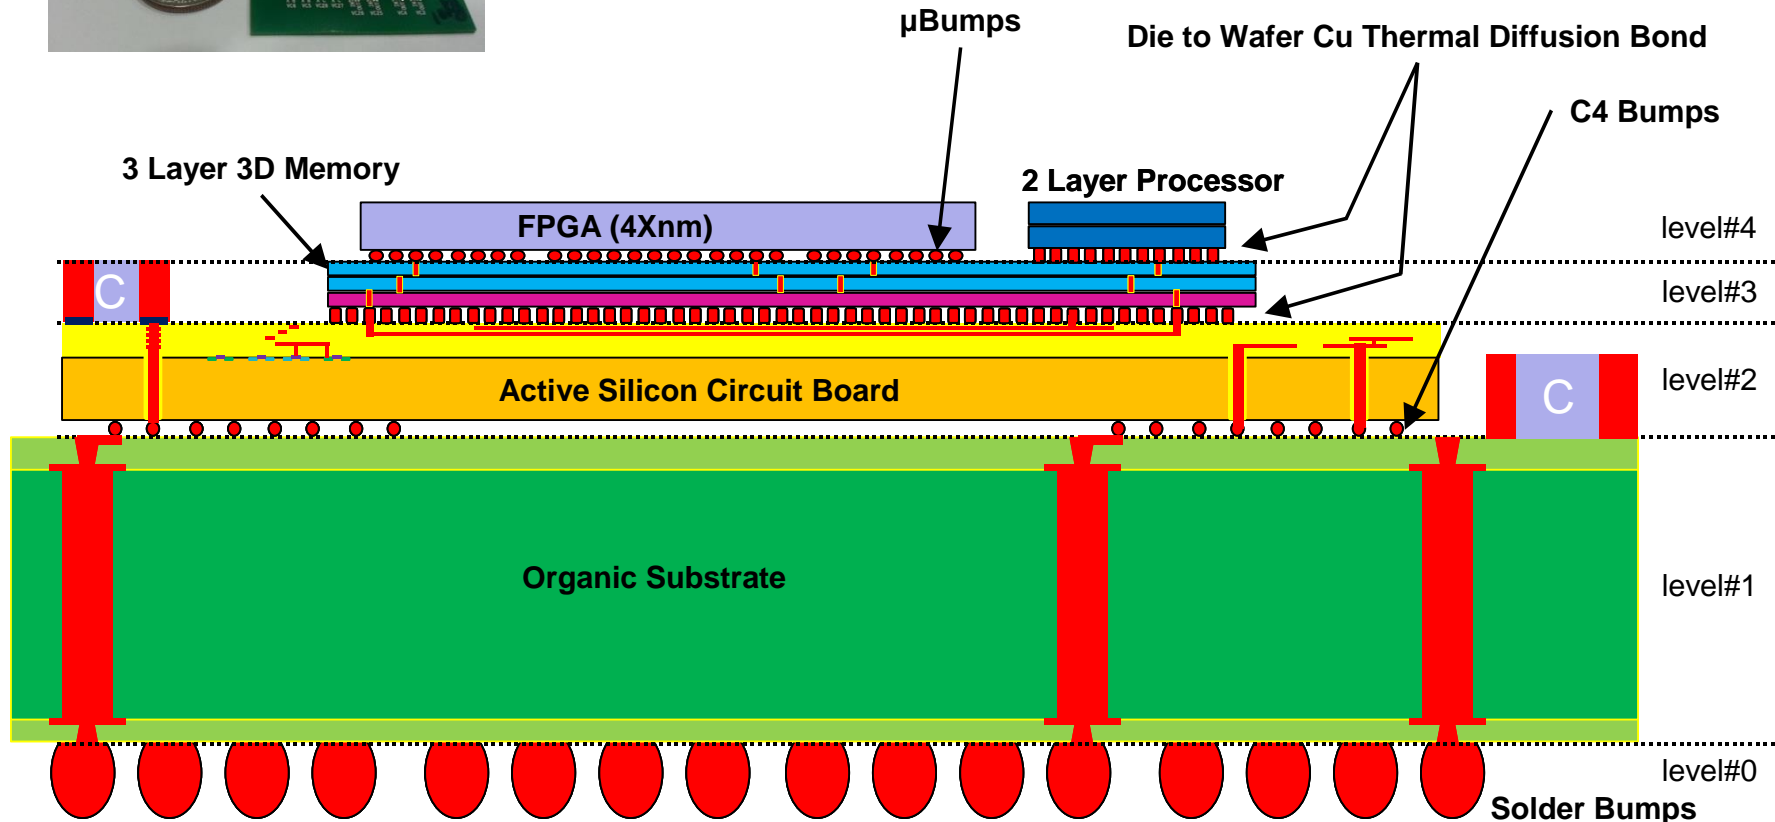 µBumps
Die to Wafer Cu Thermal Diffusion Bond
C4 Bumps
3 Layer 3D Memory
2 Layer Processor
FPGA (4Xnm)
level#4
C
level#3
Active Silicon Circuit Board
level#2
C
Organic Substrate
level#1
level#0
Solder Bumps